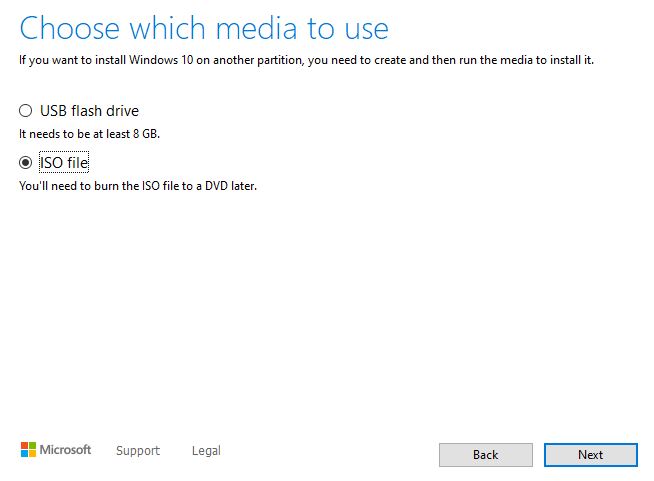 Choose which media to use
If you want to install Windows 10 on another partition, you need to create and then run the media to install it.
USB flash drive
It needs to be at least 8 GB.
ISO file
You'll need to burn the ISO file to a DVD later.
Microsoft Support Legal Back Next